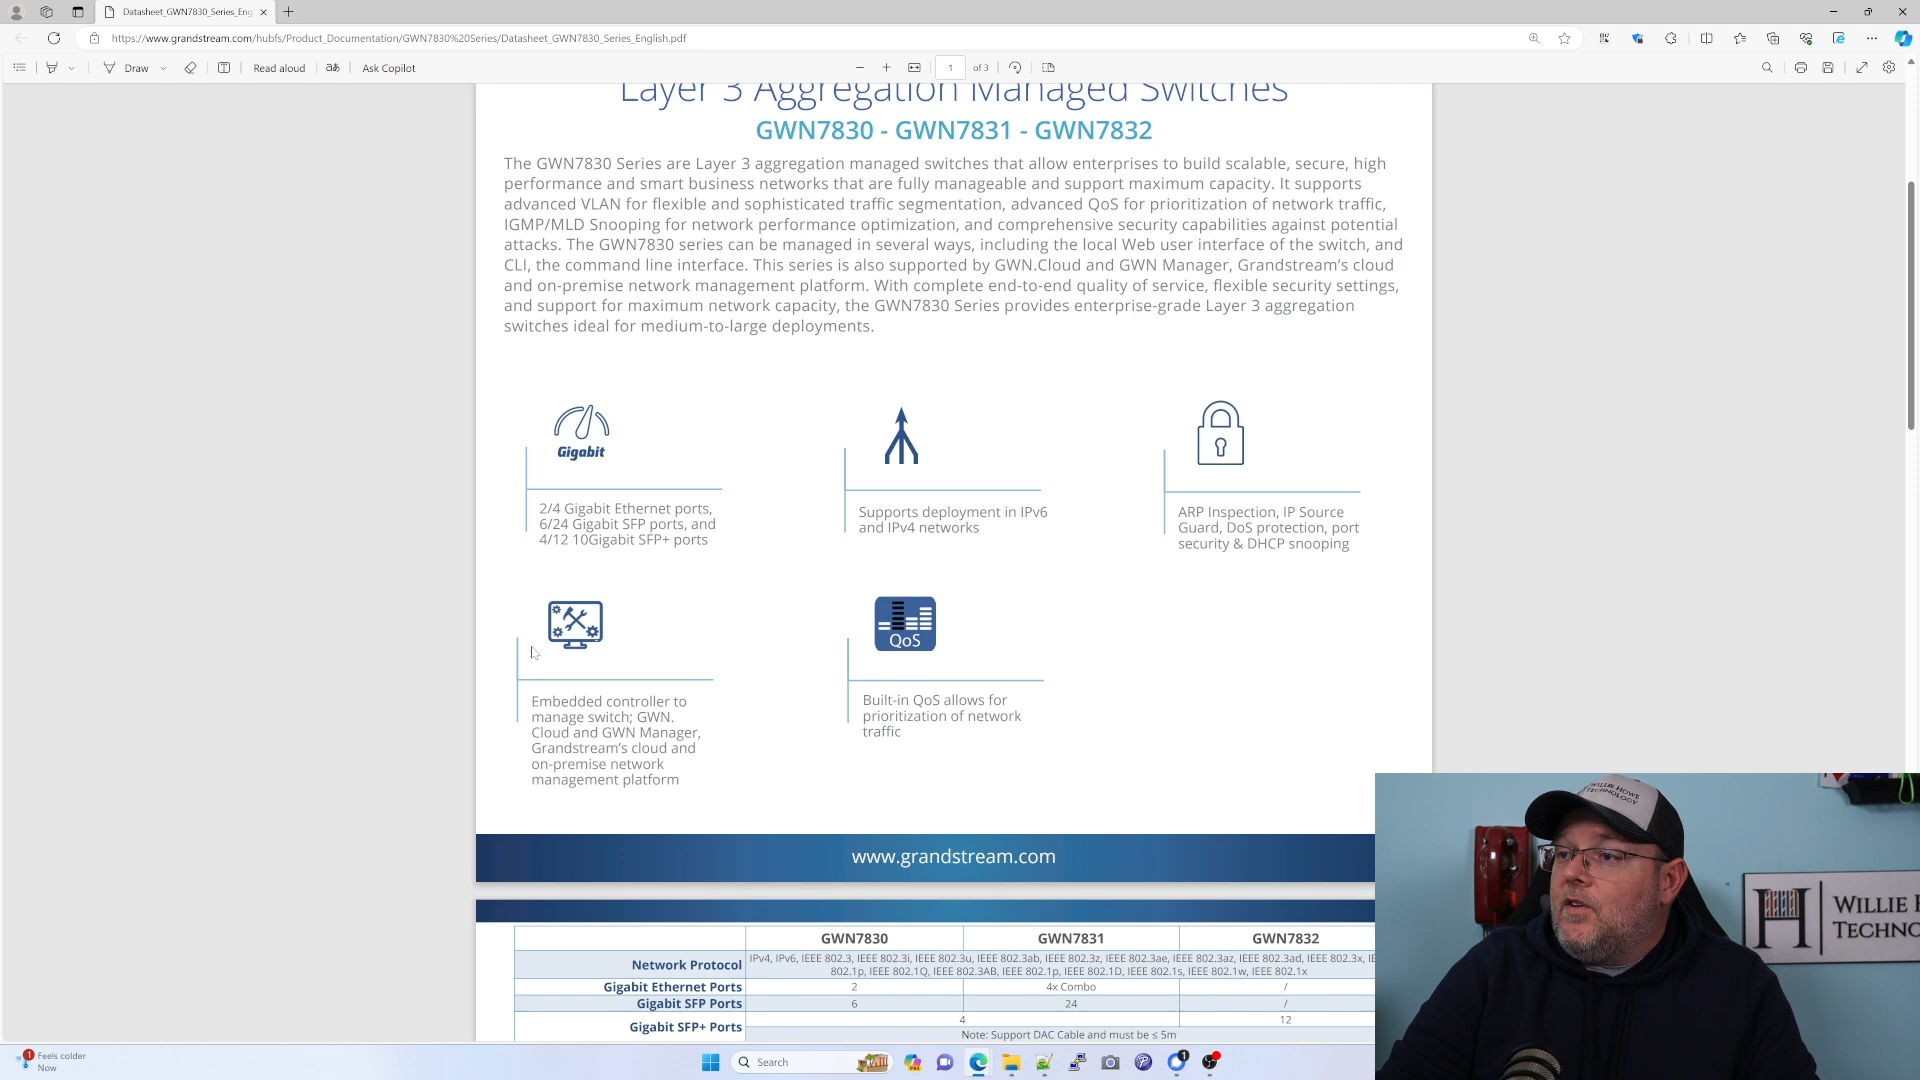 Datasheet_GWN7830_Series_Eng
https://www.grandstream.com/hubfs/Product_Documentation/GWN7830%20Series/Datasheet_GWN7830_Series_English.pdf
Draw
Read aloud
Ask Copilot
1 of 3
Layer 3 Aggregation Managed Switches
GWN7830 - GWN7831 - GWN7832
The GWN7830 Series are Layer 3 aggregation managed switches that allow enterprises to build scalable, secure, high
performance and smart business networks that are fully manageable and support maximum capacity. It supports
advanced VLAN for flexible and sophisticated traffic segmentation, advanced QoS for prioritization of network traffic,
IGMP/MLD Snooping for network performance optimization, and comprehensive security capabilities against potential
attacks. The GWN7830 series can be managed in several ways, including the local Web user interface of the switch, and
CLI, the command line interface. This series is also supported by GWN.Cloud and GWN Manager, Grandstream's cloud
and on-premise network management platform. With complete end-to-end quality of service, flexible security settings,
and support for maximum network capacity, the GWN7830 Series provides enterprise-grade Layer 3 aggregation
switches ideal for medium-to-large deployments.
Gigabit
2/4 Gigabit Ethernet ports,
6/24 Gigabit SFP ports, and
4/12 10Gigabit SFP+ ports
Supports deployment in IPv6
and IPv4 networks
ARP Inspection, IP Source
Guard, DoS protection, port
security & DHCP snooping
Embedded controller to
manage switch; GWN.
Cloud and GWN Manager,
Grandstream's cloud and
on-premise network
management platform
QoS
Built-in QoS allows for
prioritization of network
traffic
www.grandstream.com
GWN7830 GWN7831 GWN7832
Network Protocol
IPv4, IPv6, IEEE 802.3, IEEE 802.3i, IEEE 802.3u, IEEE 802.3ab, IEEE 802.3z, IEEE 802.3ae, IEEE 802.3az, IEEE 802.3ad, IEEE 802.3x, IE
802.1p, IEEE 802.1Q, IEEE 802.3AB, IEEE 802.1p, IEEE 802.1D, IEEE 802.1s, IEEE 802.1w, IEEE 802.1x
Gigabit Ethernet Ports 2 4x Combo /
Gigabit SFP Ports 6 24 /
Gigabit SFP+ Ports 4 12
Note: Support DAC Cable and must be ≤ 5m
WILLIE HOWE
TECHNOLOGY
WILLIE H
TECHNO
1
Feels colder
Now
Search
1